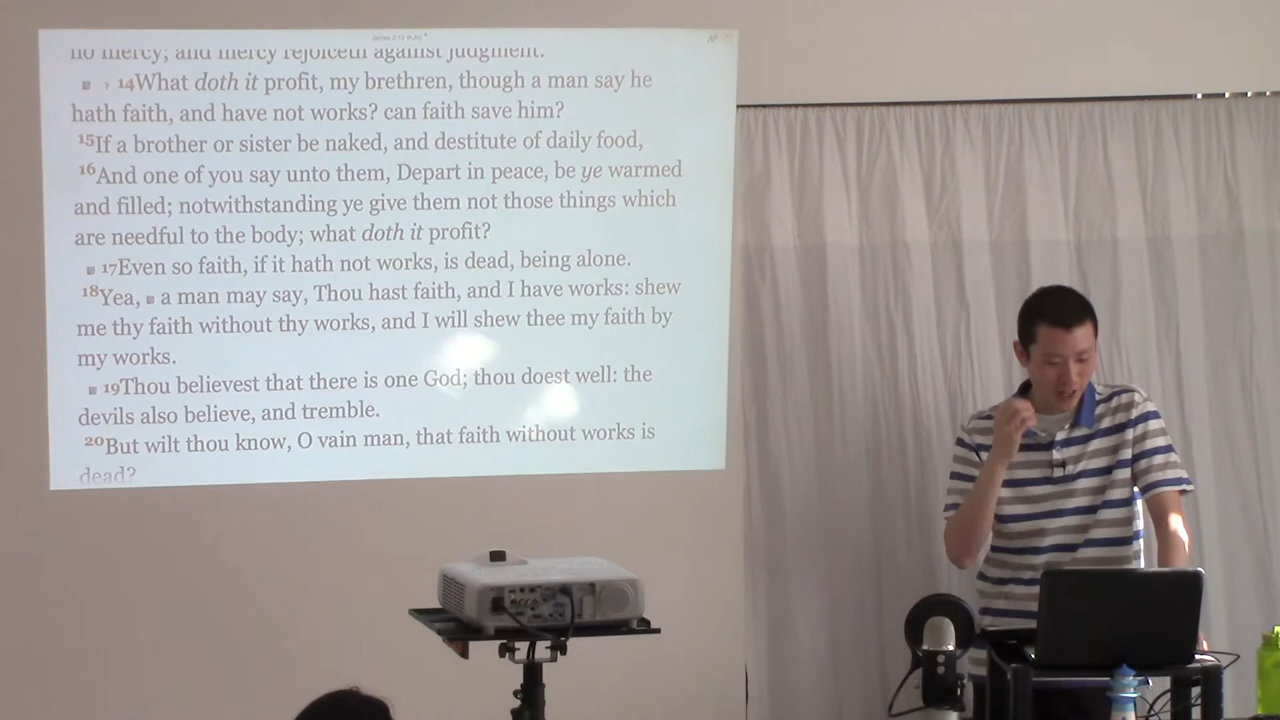 James 2:13 (KJV)
no mercy; and mercy rejoiceth against judgment.
? 14What doth it profit, my brethren, though a man say he
hath faith, and have not works? can faith save him?
15If a brother or sister be naked, and destitute of daily food,
16And one of you say unto them, Depart in peace, be ye warmed
and filled; notwithstanding ye give them not those things which
are needful to the body; what doth it profit?
17Even so faith, if it hath not works, is dead, being alone.
18Yea, a man may say, Thou hast faith, and I have works: shew
me thy faith without thy works, and I will shew thee my faith by
my works.
19Thou believest that there is one God; thou doest well: the
devils also believe, and tremble.
20But wilt thou know, O vain man, that faith without works is
dead?